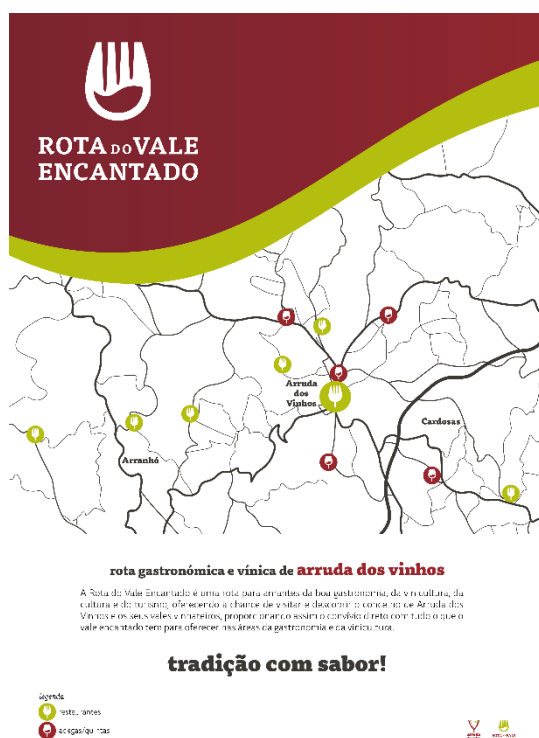 ROTA DO VALE
ENCANTADO
Arruda
dos
Vinhos
Cardosas
Arranhó
rota gastronómica e vínica de arruda dos vinhos
A Rota do Vale Encantado é uma rota para amantes da boa gastronomia, da vinicultura, da
cultura e do turismo, oferecendo a chance de visitar e descobrir o concelho de Arruda dos
Vinhos e os seus vales vinhateiros, proporcionando assim o convívio direto com tudo o que o
vale encantado tem para oferecer nas áreas da gastronomia e da vinicultura.
tradição com sabor!
legenda
restaurantes
adegas/quintas